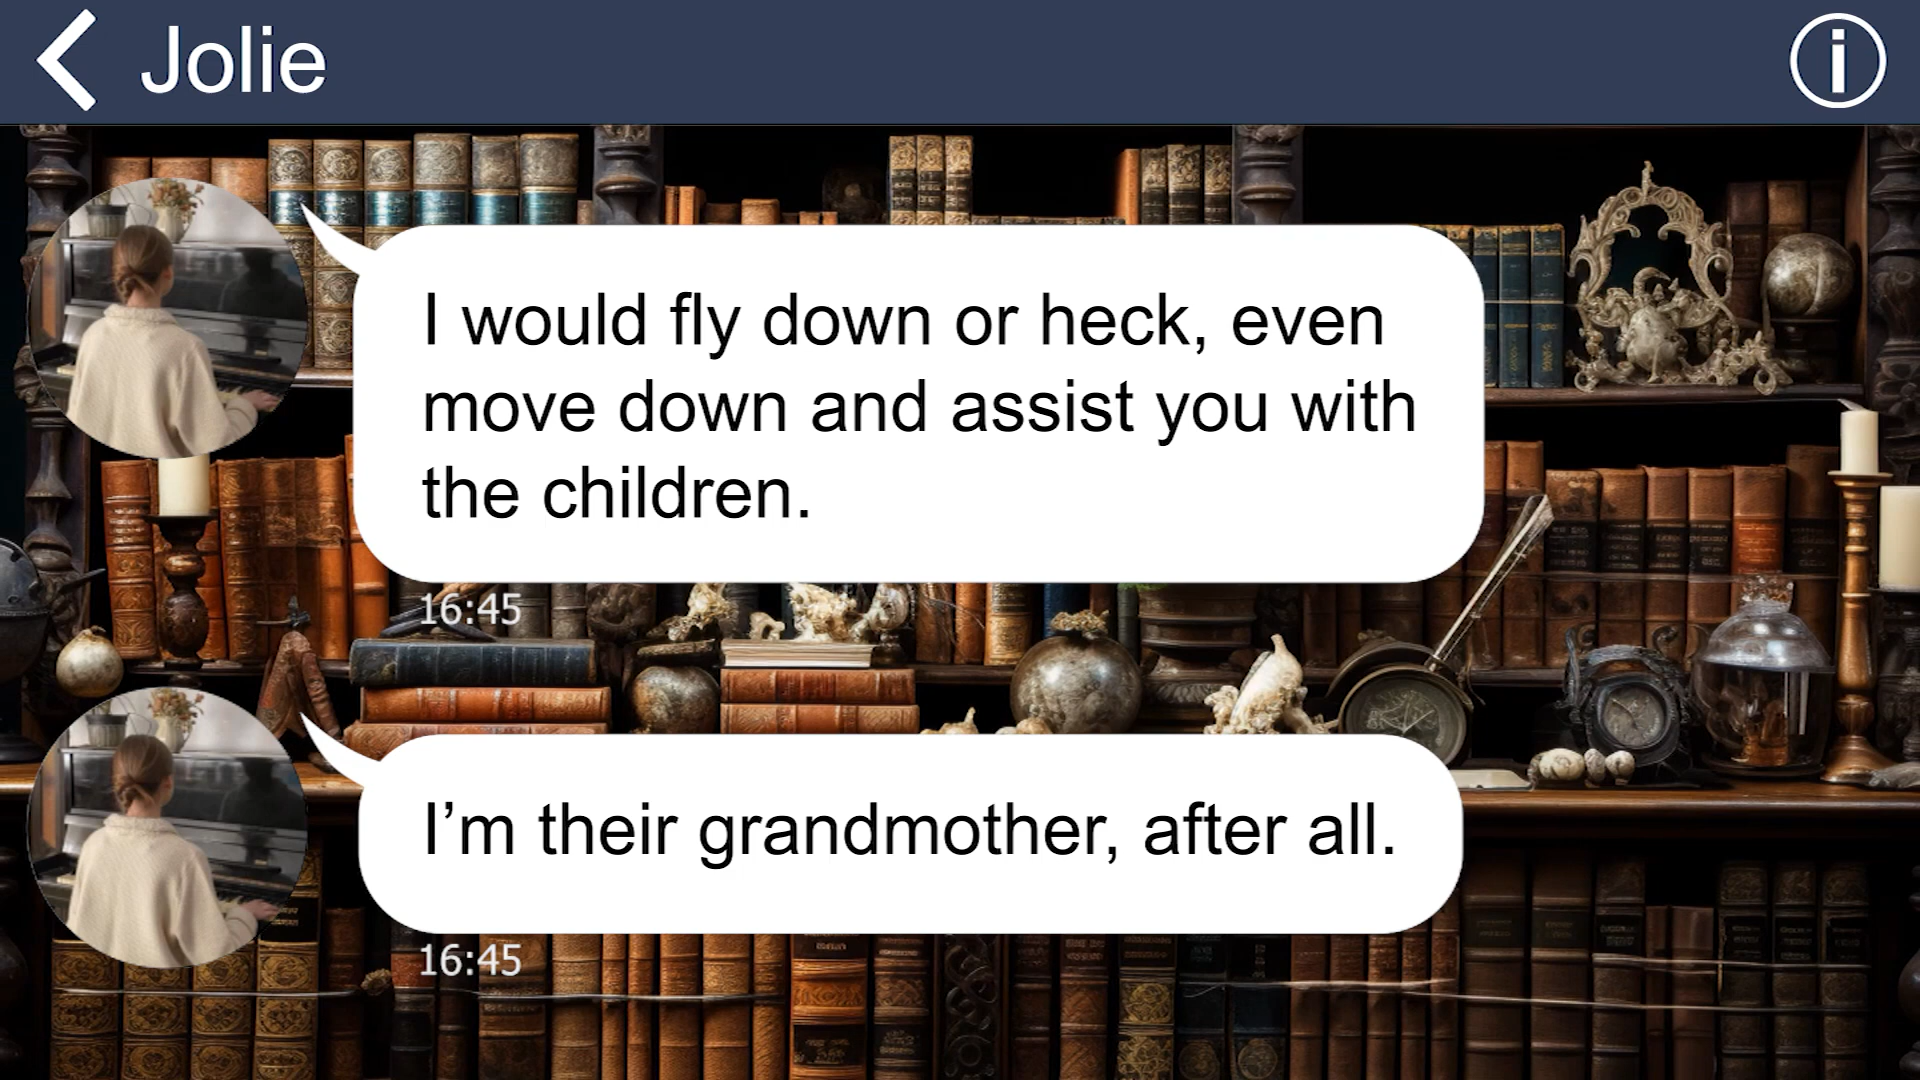 Jolie
I would fly down or heck, even
move down and assist you with
the children.
16:45
I’m their grandmother, after all.
16:45